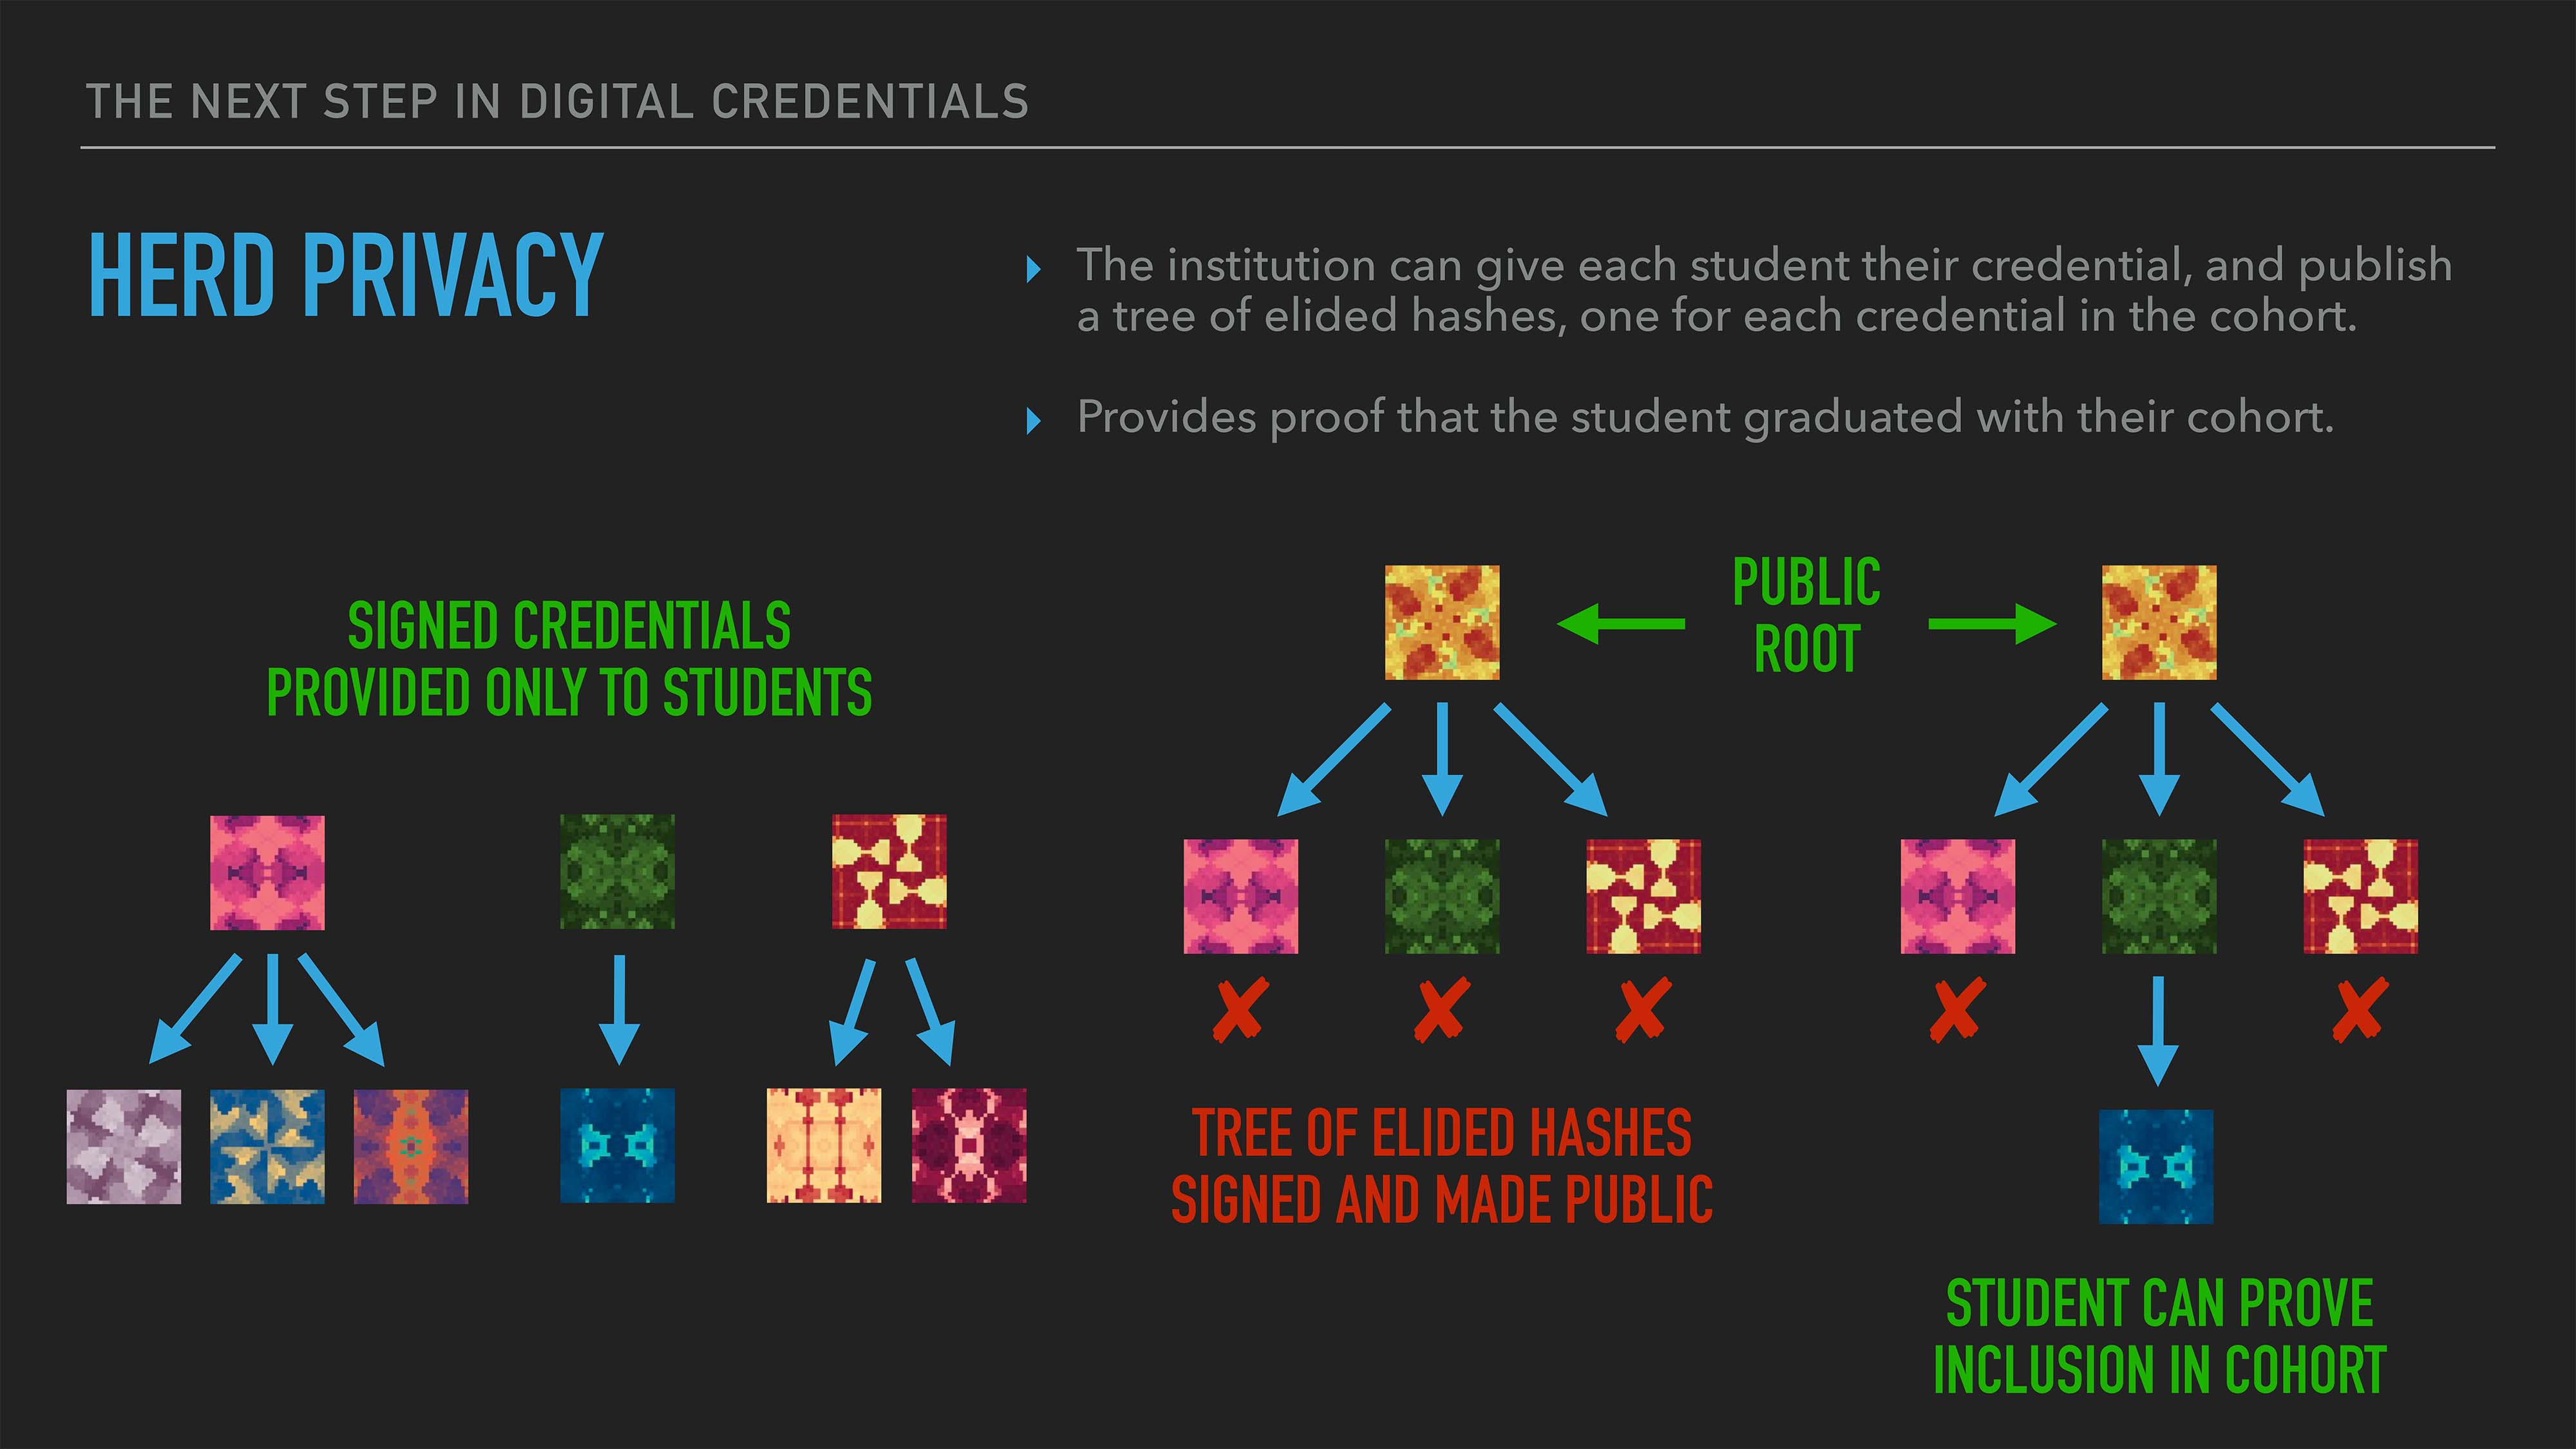 THE NEXT STEP IN DIGITAL CREDENTIALS
HERD PRIVACY
The institution can give each student their credential, and publish
a tree of elided hashes, one for each credential in the cohort.
Provides proof that the student graduated with their cohort.
SIGNED CREDENTIALS
PROVIDED ONLY TO STUDENTS
PUBLIC
ROOT
TREE OF ELIDED HASHES
SIGNED AND MADE PUBLIC
STUDENT CAN PROVE
INCLUSION IN COHORT